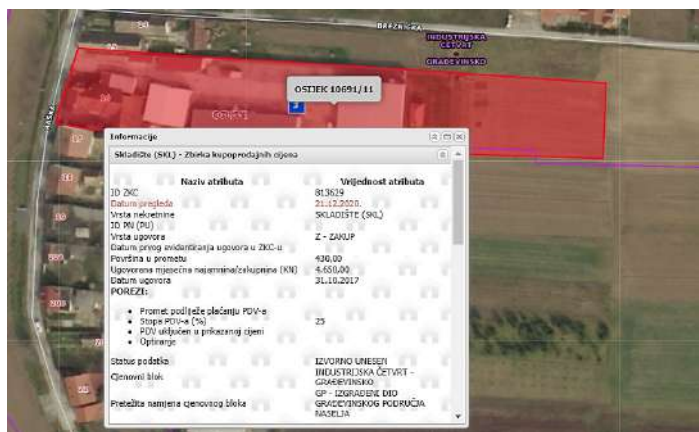 BREZNIČKA
INDUSTRIJSKA
ČETVRT -
GRAĐEVINSKO
OSIJEK 10691/11
Informacije
Skladište (SKL) - Zbirka kupoprodajnih cijena
Naziv atributa Vrijednost atributa
ID ZKC 813629
Datum pregleda 21.12.2020.
Vrsta nekretnine SKLADIŠTE (SKL)
ID PN (PU)
Vrsta ugovora Z - ZAKUP
Datum prvog evidentiranja ugovora u ZKC-u
Površina u prometu 430,00
Ugovorena mjesečna najamnina/zakupnina (KN) 4.650,00
Datum ugovora 31.10.2017
POREZI:
• Promet podliježe plaćanju PDV-a
• Stopa PDV-a (%) 25
• PDV uključen u prikazanoj cijeni
• Optiranje
Status podatka IZVORNO UNESEN
Cjenovni blok INDUSTRIJSKA ČETVRT -
GRAĐEVINSKO
Pretežita namjena cjenovnog bloka GP - IZGRAĐENI DIO
GRAĐEVINSKOG PODRUČJA
NASELJA